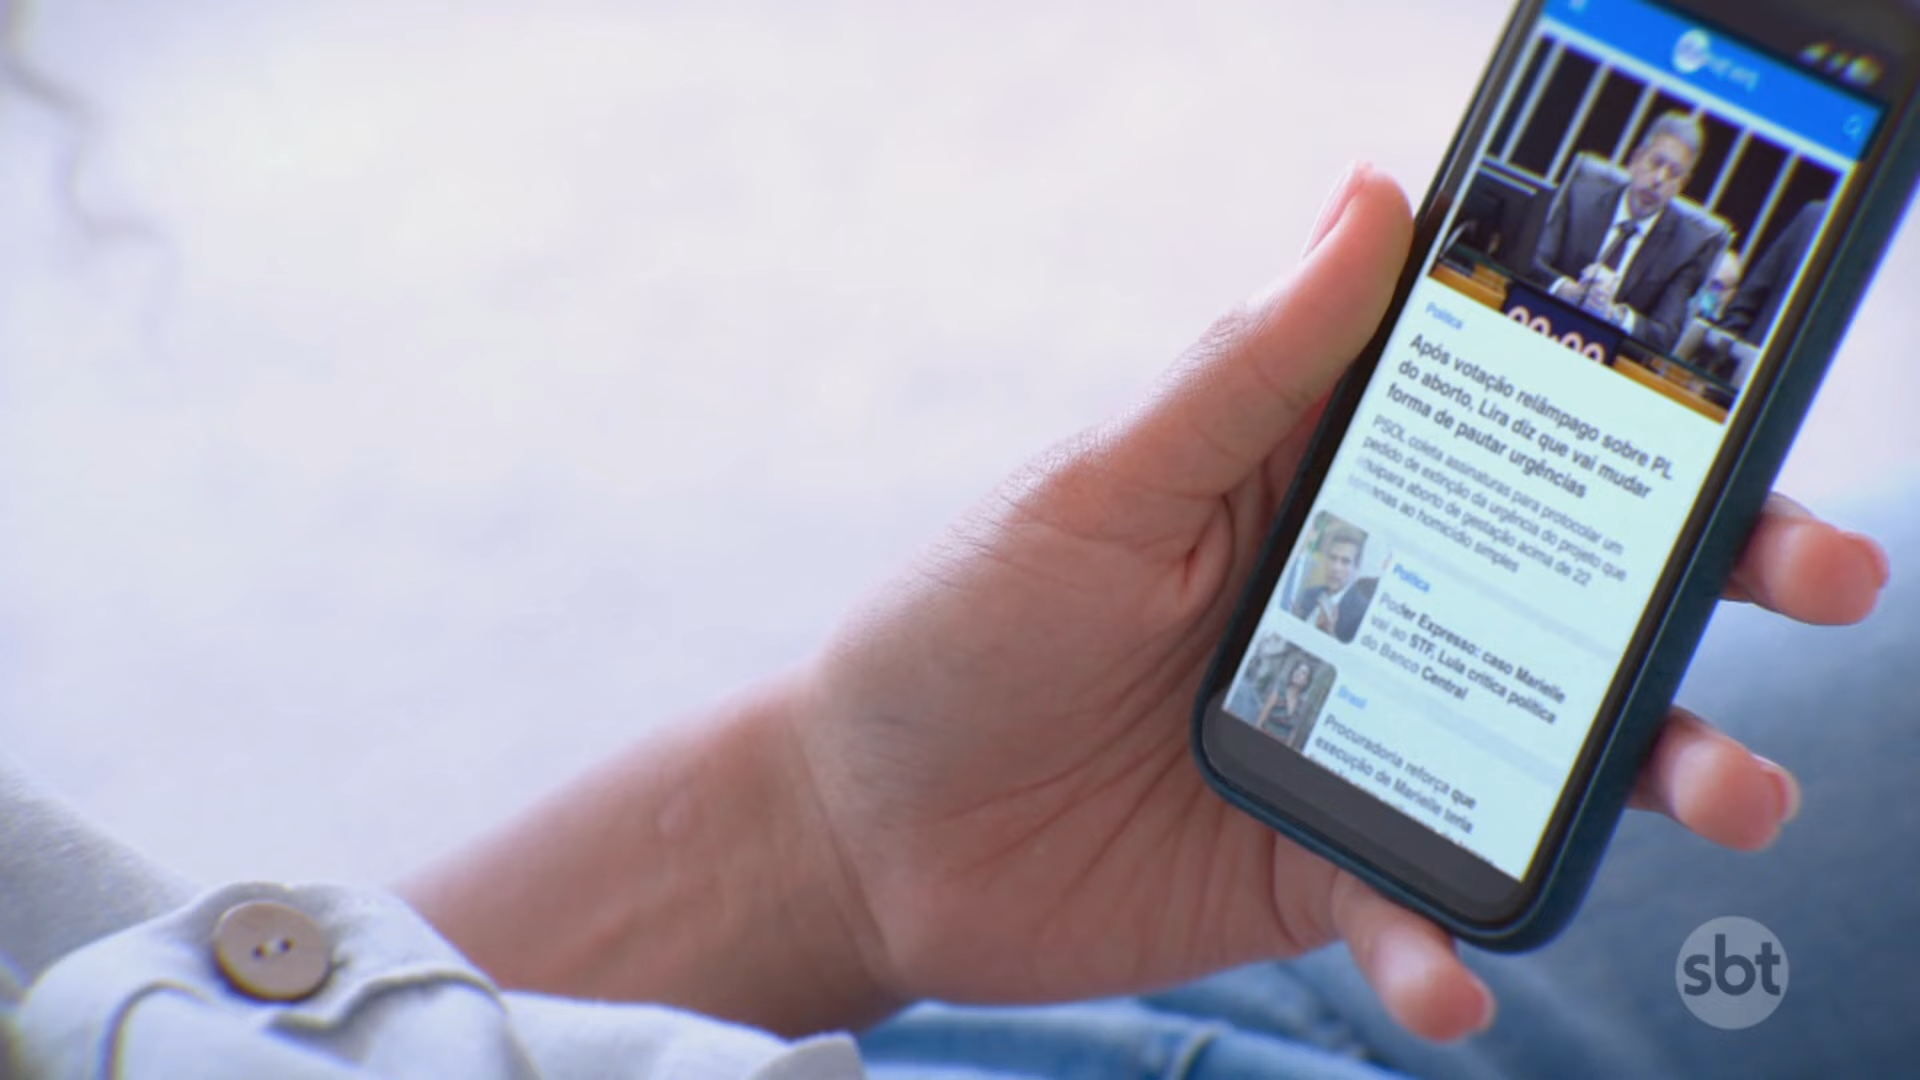 news
Política
00:00
Após votação relâmpago sobre PL
do aborto, Lira diz que vai mudar
forma de pautar urgências
PSOL coleta assinaturas para protocolar um
pedido de extinção da urgência do projeto que
equipara aborto de gestação acima de 22
semanas ao homicídio simples
Política
Poder Expresso: caso Marielle
vai ao STF, Lula critica política
do Banco Central
Brasil
Procuradoria reforça que
execução de Marielle teria
sbt